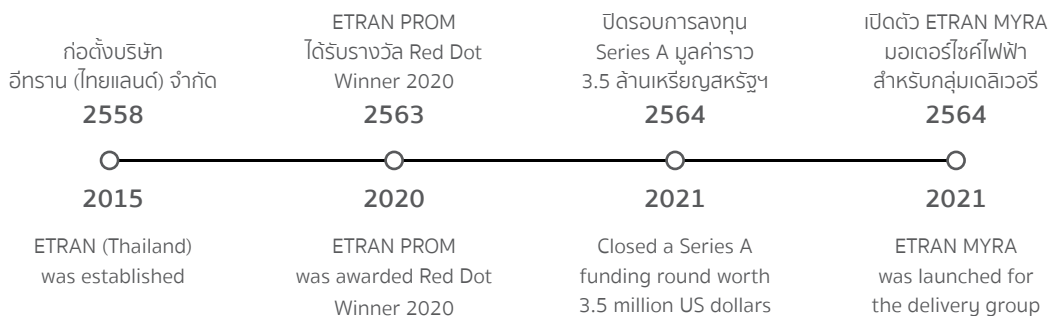 ก่อตั้งบริษัท
อีทราน (ไทยแลนด์) จำกัด
2558
ETRAN PROM
ได้รับรางวัล Red Dot
Winner 2020
2563
ปิดรอบการลงทุน
Series A มูลค่าราว
3.5 ล้านเหรียญสหรัฐฯ
2564
เปิดตัว ETRAN MYRA
มอเตอร์ไซค์ไฟฟ้า
สำหรับกลุ่มเดลิเวอรี
2564
2015
ETRAN (Thailand)
was established
2020
ETRAN PROM
was awarded Red Dot
Winner 2020
2021
Closed a Series A
funding round worth
3.5 million US dollars
2021
ETRAN MYRA
was launched for
the delivery group